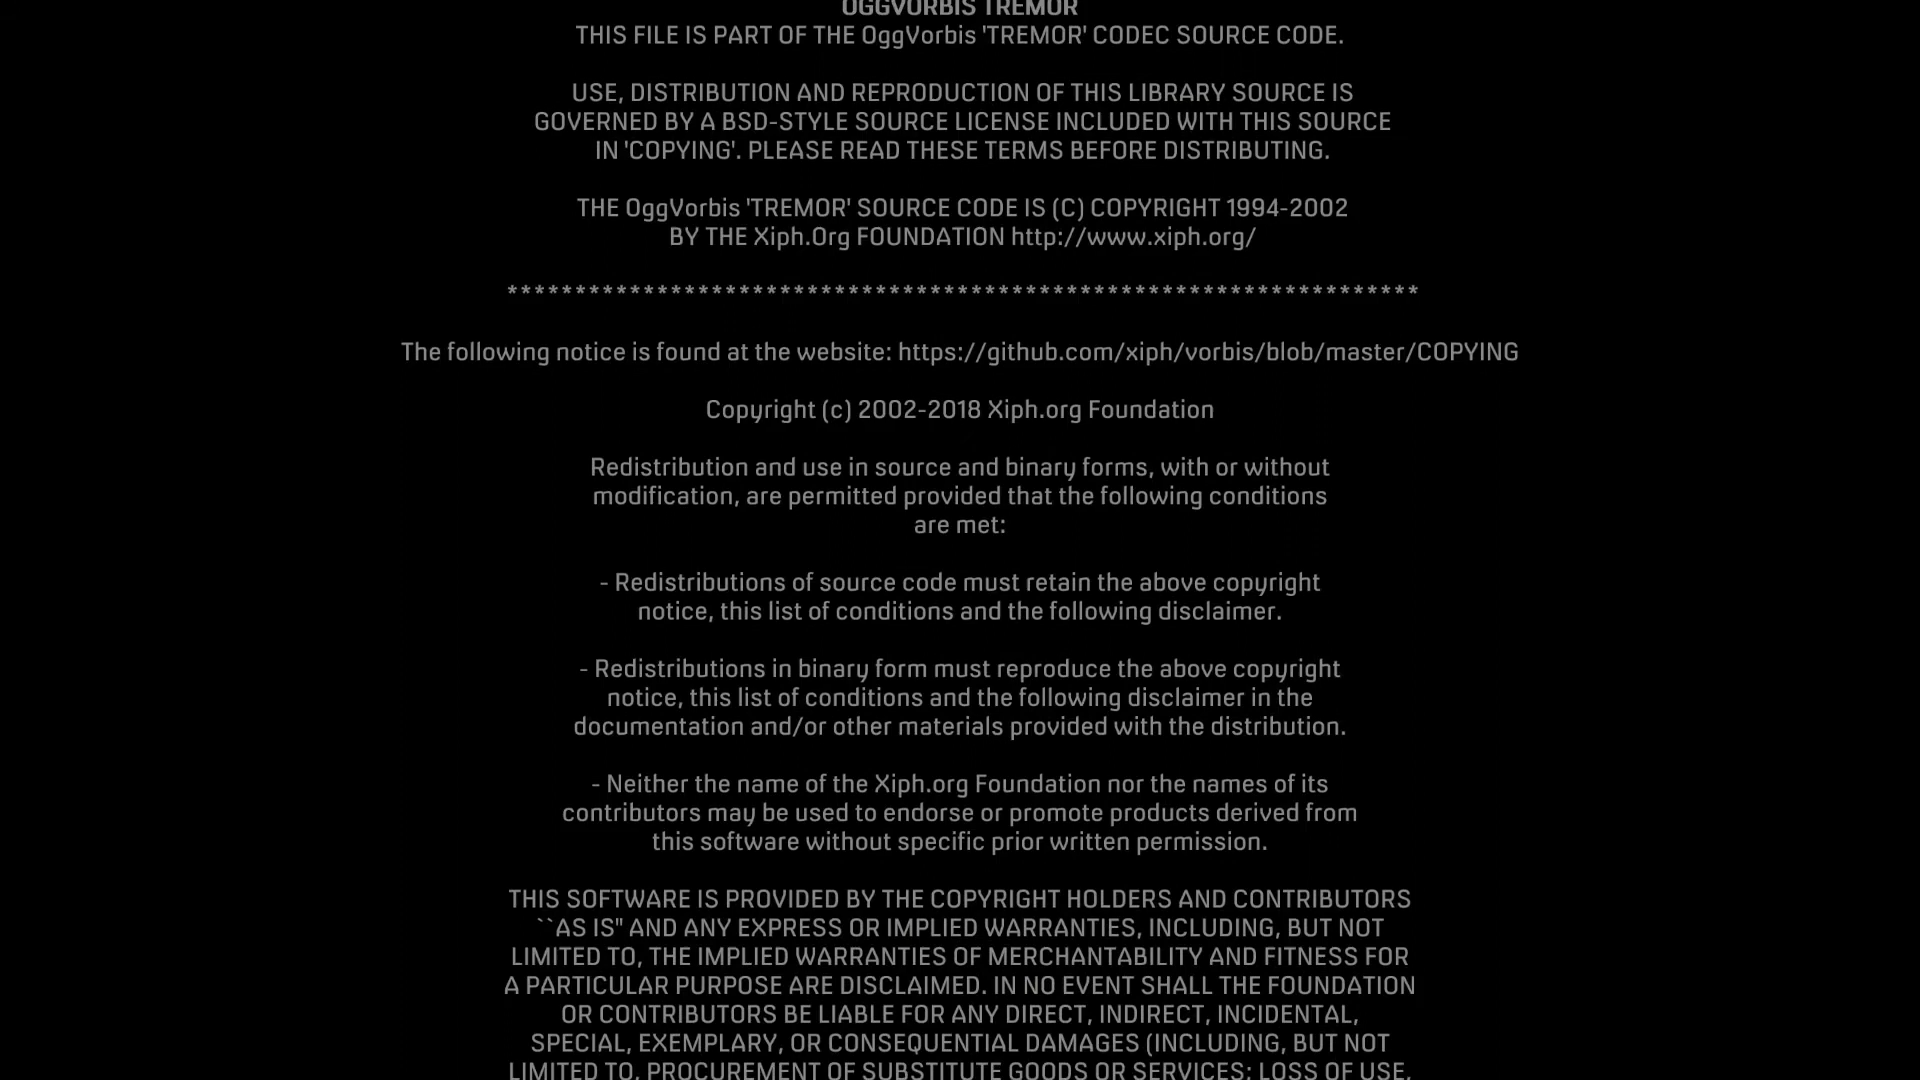 OGGVORBIS TREMOR
THIS FILE IS PART OF THE OggVorbis 'TREMOR' CODEC SOURCE CODE.
USE, DISTRIBUTION AND REPRODUCTION OF THIS LIBRARY SOURCE IS
GOVERNED BY A BSD-STYLE SOURCE LICENSE INCLUDED WITH THIS SOURCE
IN 'COPYING'. PLEASE READ THESE TERMS BEFORE DISTRIBUTING.
THE OggVorbis 'TREMOR' SOURCE CODE IS (C) COPYRIGHT 1994-2002
BY THE Xiph.Org FOUNDATION http://www.xiph.org/
*******************************************************************
The following notice is found at the website: https://github.com/xiph/vorbis/blob/master/COPYING
Copyright (c) 2002-2018 Xiph.org Foundation
Redistribution and use in source and binary forms, with or without
modification, are permitted provided that the following conditions
are met:
- Redistributions of source code must retain the above copyright
notice, this list of conditions and the following disclaimer.
- Redistributions in binary form must reproduce the above copyright
notice, this list of conditions and the following disclaimer in the
documentation and/or other materials provided with the distribution.
- Neither the name of the Xiph.org Foundation nor the names of its
contributors may be used to endorse or promote products derived from
this software without specific prior written permission.
THIS SOFTWARE IS PROVIDED BY THE COPYRIGHT HOLDERS AND CONTRIBUTORS
``AS IS" AND ANY EXPRESS OR IMPLIED WARRANTIES, INCLUDING, BUT NOT
LIMITED TO, THE IMPLIED WARRANTIES OF MERCHANTABILITY AND FITNESS FOR
A PARTICULAR PURPOSE ARE DISCLAIMED. IN NO EVENT SHALL THE FOUNDATION
OR CONTRIBUTORS BE LIABLE FOR ANY DIRECT, INDIRECT, INCIDENTAL,
SPECIAL, EXEMPLARY, OR CONSEQUENTIAL DAMAGES (INCLUDING, BUT NOT
LIMITED TO, PROCUREMENT OF SUBSTITUTE GOODS OR SERVICES; LOSS OF USE,